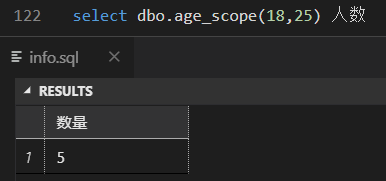 122 select dbo.age_scope(18,25) 人数
info.sql ×
RESULTS
数量
1 5